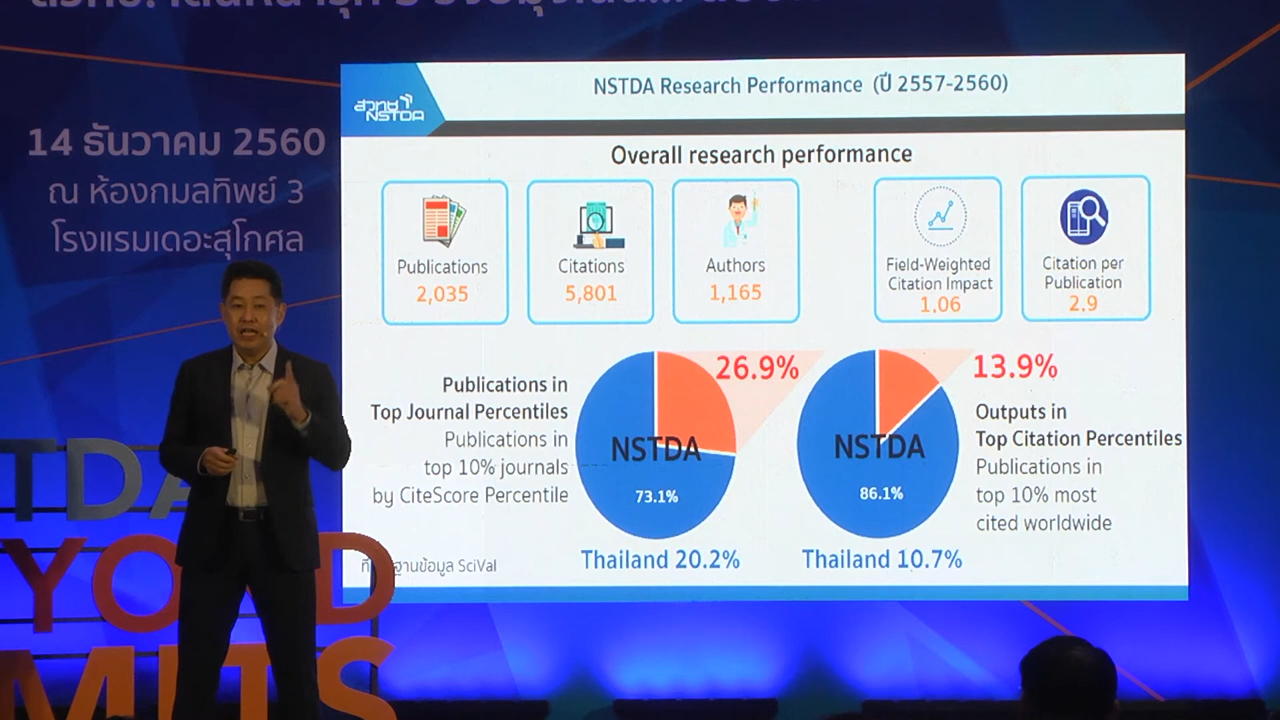 14 ธันวาคม 2560
ณ ห้องกมลทิพย์ 3
โรงแรมเดอะสุโกศล
สวทช
NSTDA
NSTDA Research Performance (ปี 2557-2560)
Overall research performance
Publications
2,035
Citations
5,801
Authors
1,165
Field-Weighted
Citation Impact
1.06
Citation per
Publication
2.9
Publications in
Top Journal Percentiles
Publications in
top 10% journals
by CiteScore Percentile
26.9%
NSTDA
73.1%
Thailand 20.2%
13.9%
NSTDA
86.1%
Thailand 10.7%
Outputs in
Top Citation Percentiles
Publications in
top 10% most
cited worldwide
ฐานข้อมูล SciVal
TDA
YO D
M TS